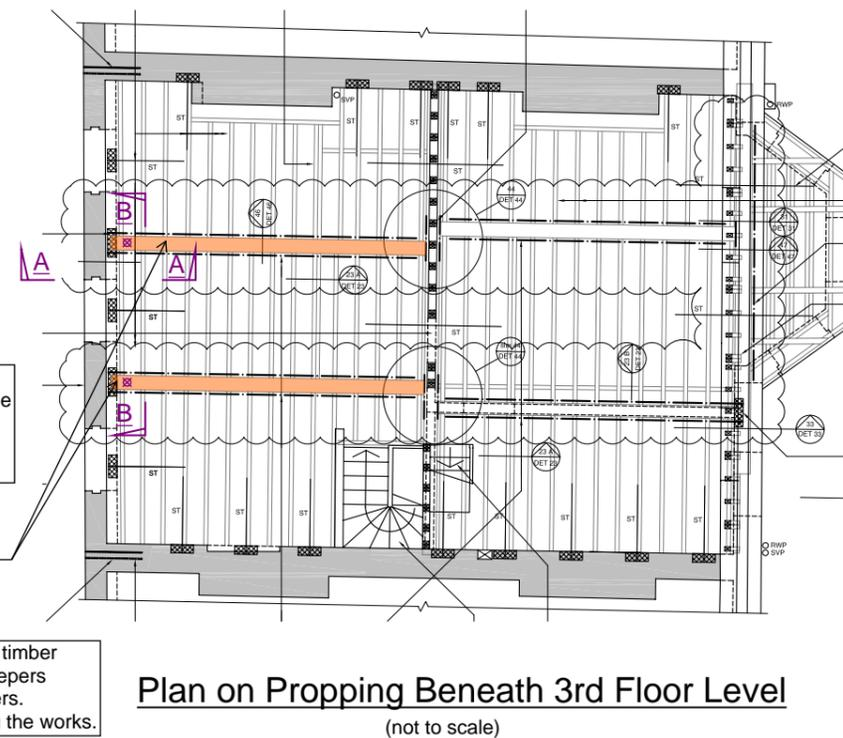 SVP
RWP
ST
ST
ST
ST
ST
ST
ST
ST
ST
44
DET 44
B
46
DET 46
DET 31
47
DET 47
A
A
23 A
DET 23
ST
ST
ST
DET 44
23 B
e
B
33
DET 33
23 A
DET 23
ST
ST
ST
ST
ST
ST
ST
ST
RWP
SVP
timber
epers
ers.
the works.
Plan on Propping Beneath 3rd Floor Level
(not to scale)